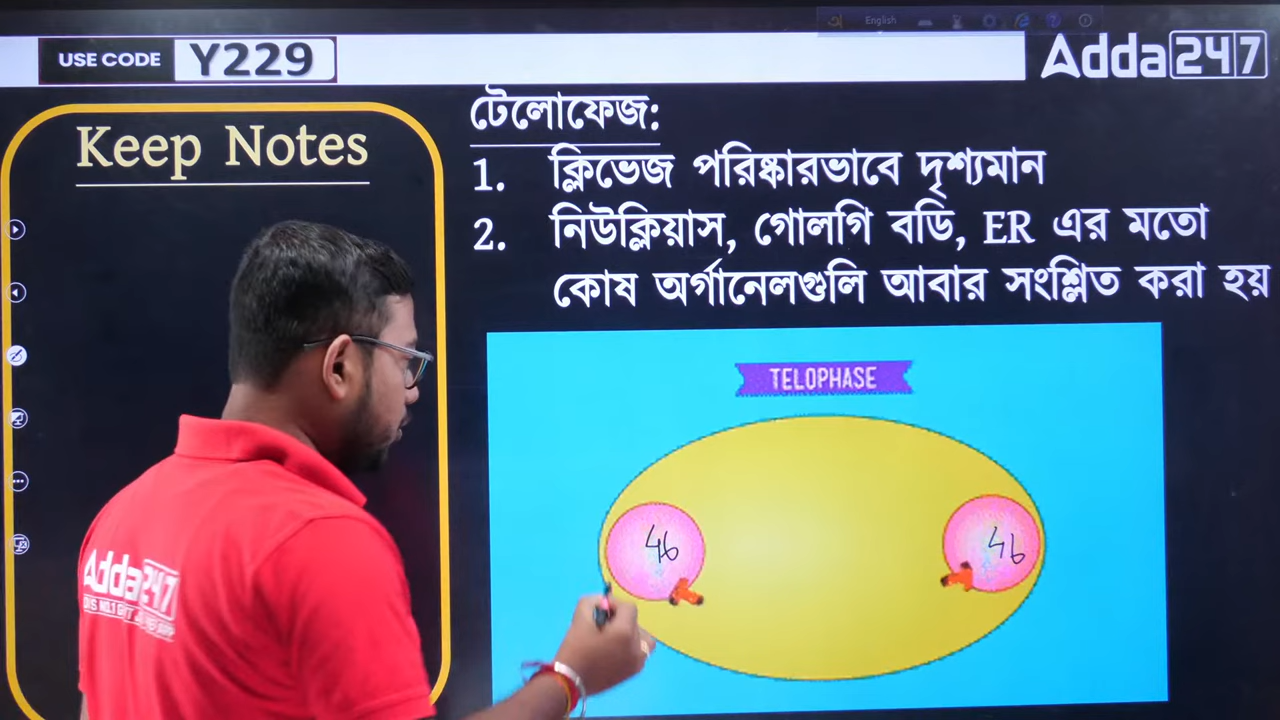 English
USE CODE Y229
Adda247
Keep Notes
টেলোফেজ:
1. ক্লিভেজ পরিষ্কারভাবে দৃশ্যমান
2. নিউক্লিয়াস, গোলগি বডি, ER এর মতো
কোষ অর্গানেলগুলি আবার সংশ্লিত করা হয়
TELOPHASE
46
46
Adda247